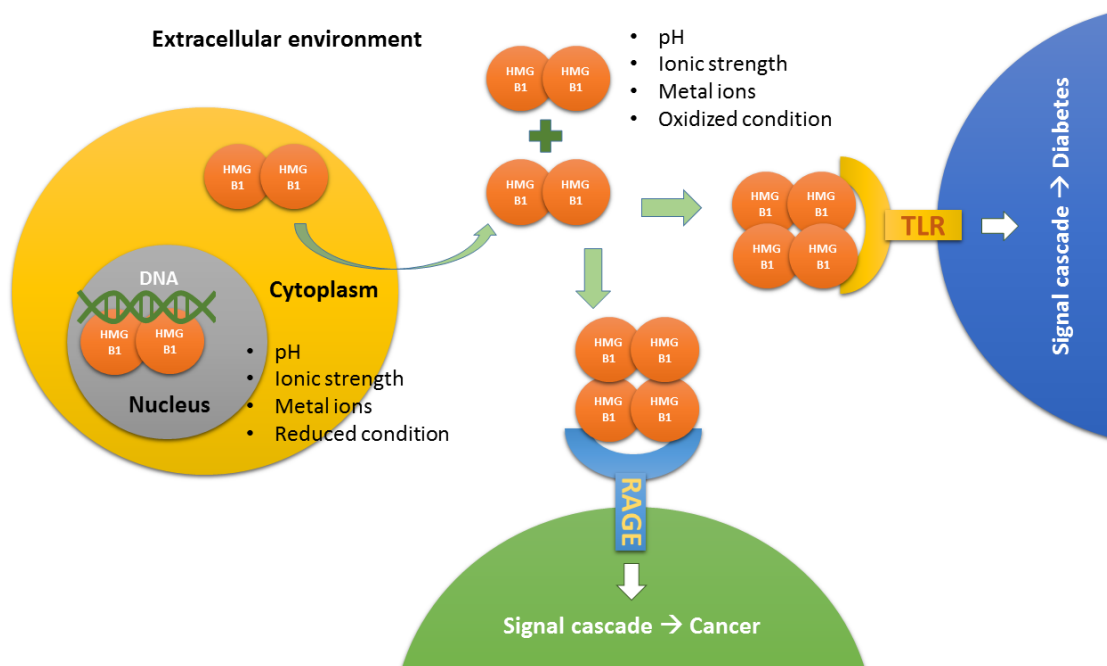 Extracellular environment
HMG
B1
HMG
B1
• pH
• Ionic strength
• Metal ions
• Oxidized condition
HMG
B1
HMG
B1
HMG
B1
HMG
B1
HMG
B1
HMG
B1
HMG
B1
HMG
B1
TLR
Signal cascade → Diabetes
DNA
HMG
B1
HMG
B1
Nucleus
Cytoplasm
• pH
• Ionic strength
• Metal ions
• Reduced condition
HMG
B1
HMG
B1
HMG
B1
HMG
B1
RAGE
Signal cascade → Cancer